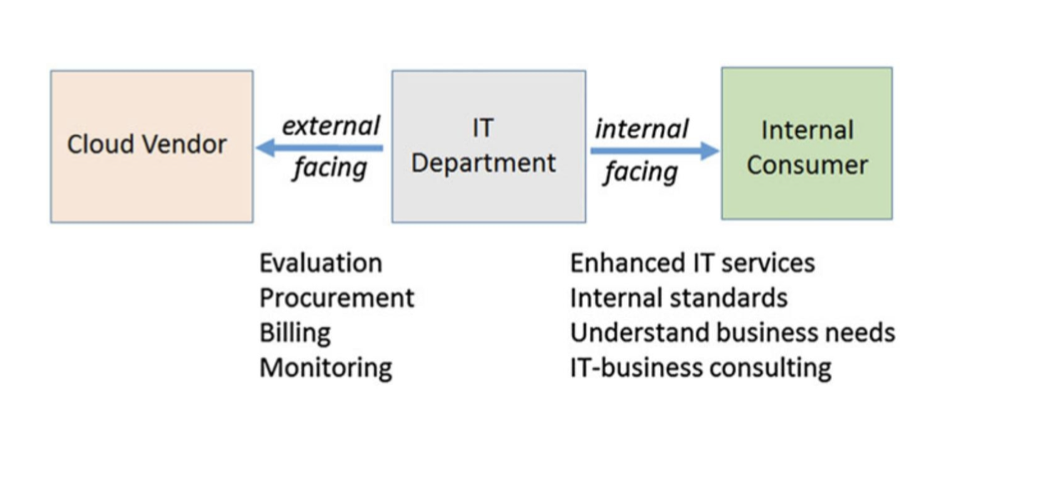 Cloud Vendor
external
facing
IT
Department
internal
facing
Internal
Consumer
Evaluation
Procurement
Billing
Monitoring
Enhanced IT services
Internal standards
Understand business needs
IT-business consulting